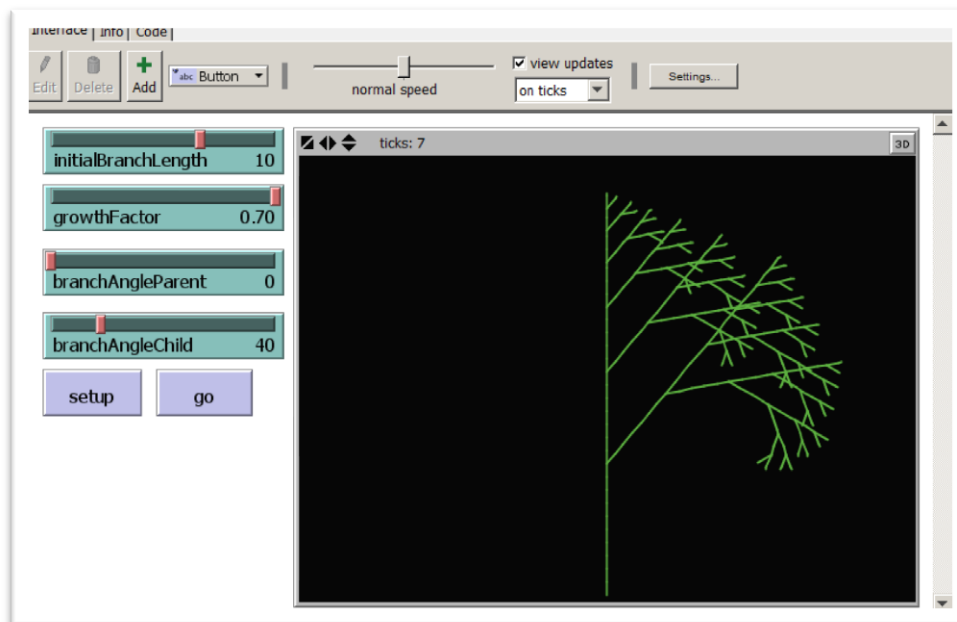 Interface Info Code
Edit Delete Add abc Button normal speed view updates on ticks Settings...
initialBranchLength 10
growthFactor 0.70
branchAngleParent 0
branchAngleChild 40
setup go
ticks: 7 3D